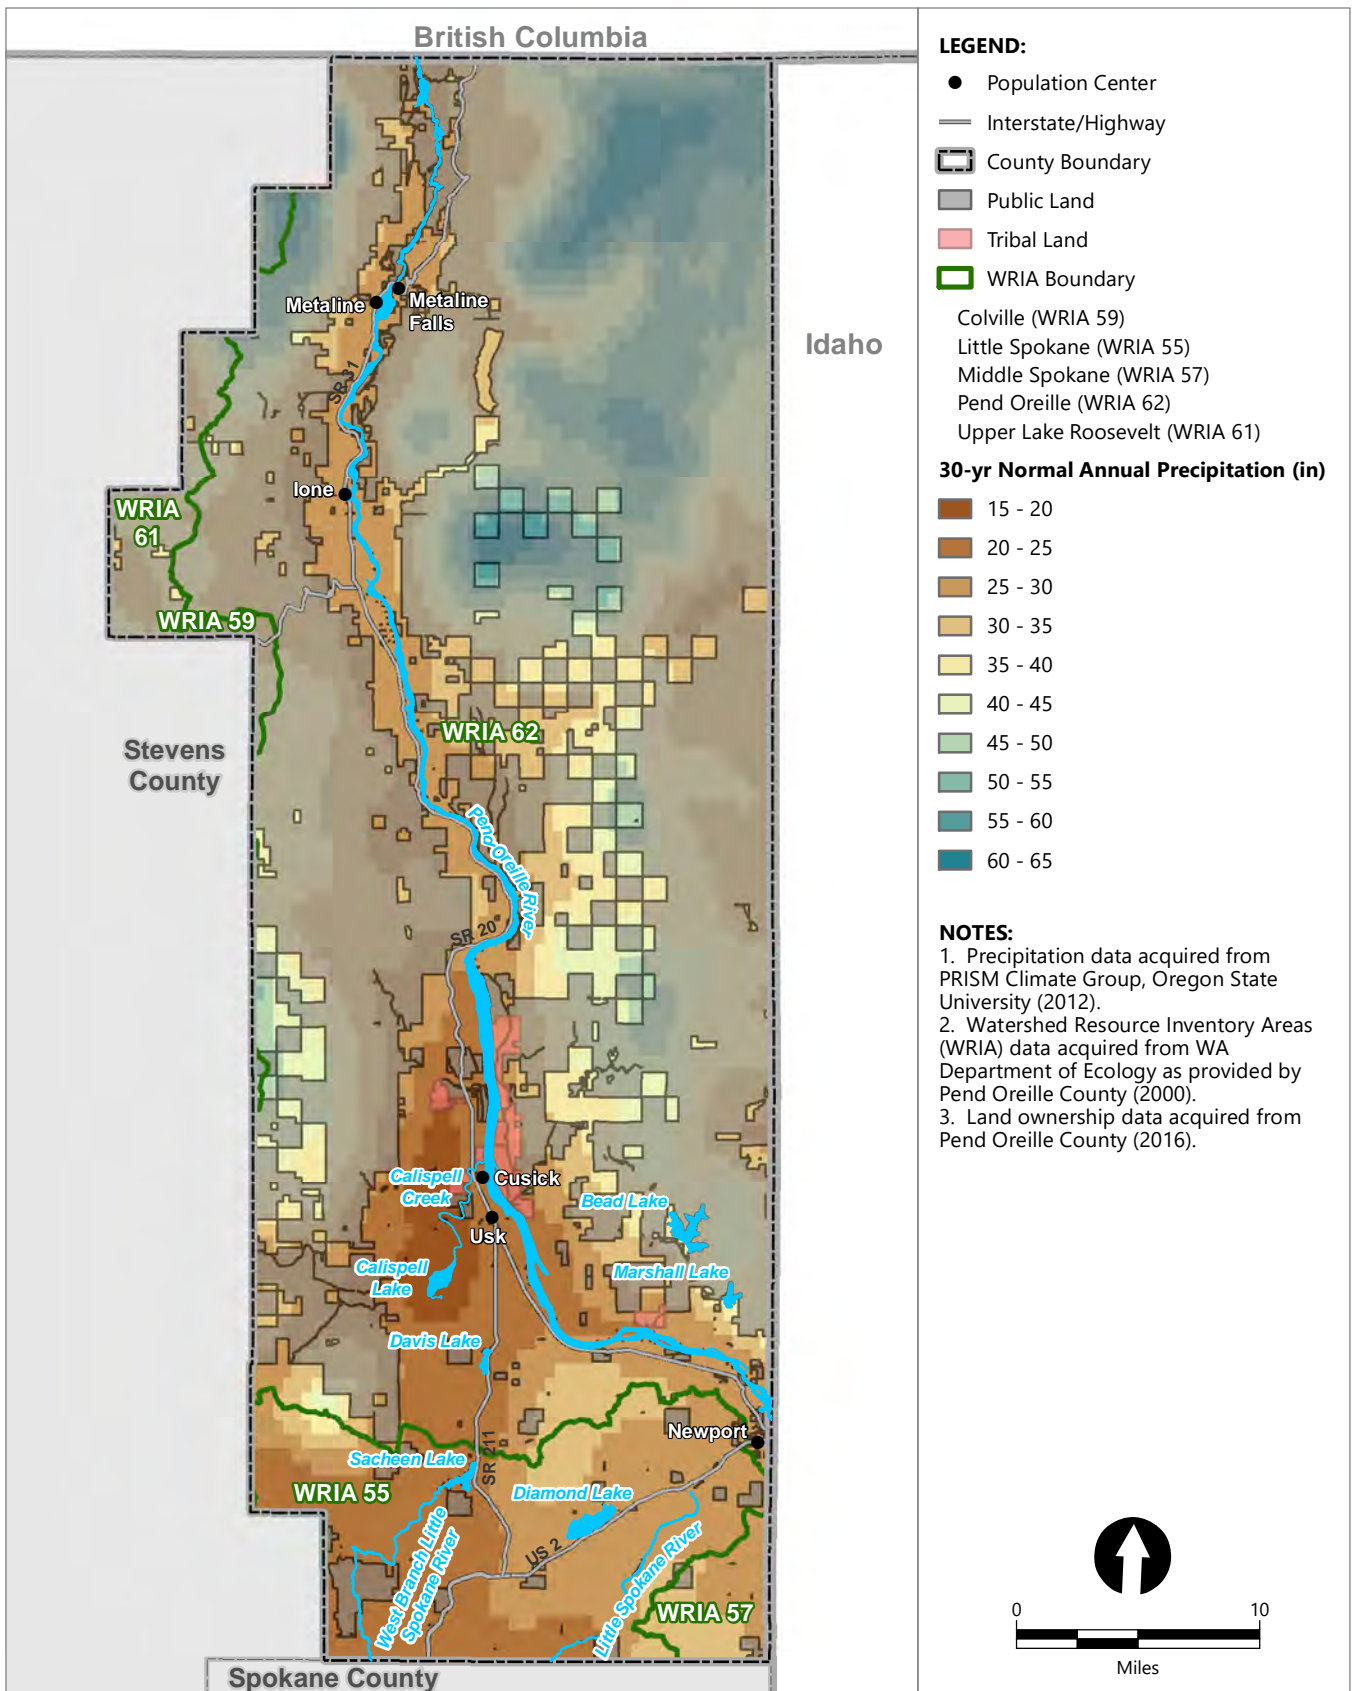 British Columbia
Idaho
Metaline
Metaline
Falls
SR 31
Ione
WRIA
61
WRIA 59
Stevens
County
WRIA 62
Pend Oreille River
SR 20
Calispell
Creek
Cusick
Usk
Bead Lake
Calispell
Lake
Marshall Lake
Davis Lake
Newport
Sacheen Lake
SR 211
WRIA 55
Diamond Lake
West Branch Little
Spokane River
US 2
Little Spokane River
WRIA 57
Spokane County
LEGEND:
Population Center
Interstate/Highway
County Boundary
Public Land
Tribal Land
WRIA Boundary
Colville (WRIA 59)
Little Spokane (WRIA 55)
Middle Spokane (WRIA 57)
Pend Oreille (WRIA 62)
Upper Lake Roosevelt (WRIA 61)
30-yr Normal Annual Precipitation (in)
15 - 20
20 - 25
25 - 30
30 - 35
35 - 40
40 - 45
45 - 50
50 - 55
55 - 60
60 - 65
NOTES:
1. Precipitation data acquired from
PRISM Climate Group, Oregon State
University (2012).
2. Watershed Resource Inventory Areas
(WRIA) data acquired from WA
Department of Ecology as provided by
Pend Oreille County (2000).
3. Land ownership data acquired from
Pend Oreille County (2016).
0 10
Miles